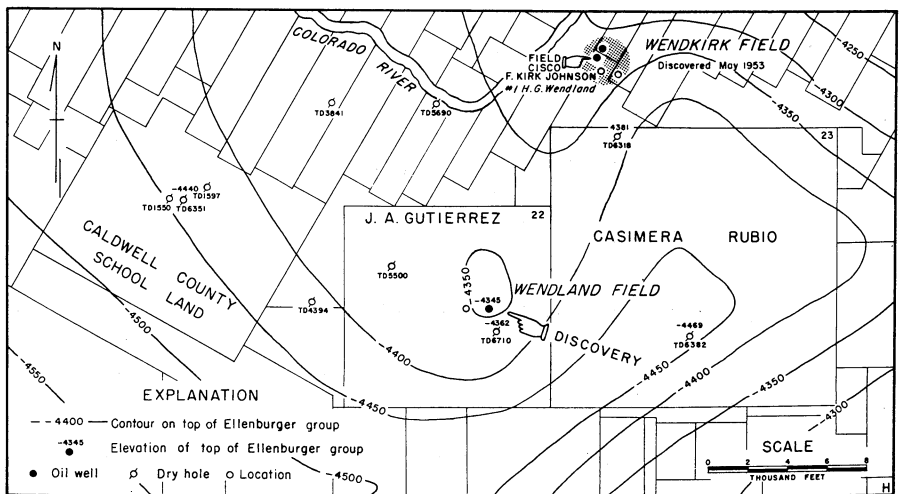 N
COLORADO
RIVER
FIELD
CISCO
F. KIRK JOHNSON
#1 H.G. Wendland
WENDKIRK FIELD
Discovered May 1953
-4250
-4300
-4350
TD3841
TD5690
4381
TD6318
23
-4440
TD1597
TD1550
TD6351
J. A. GUTIERREZ
22
CASIMERA RUBIO
CALDWELL COUNTY
SCHOOL LAND
TD5500
-4350
WENDLAND FIELD
-4345
TD4394
-4362
TD6710
DISCOVERY
-4469
TD6382
-4500
-4400
-4450
-4400
-4350
-4300
-4550
-4450
-4500
EXPLANATION
-4400 Contour on top of Ellenburger group
-4345
Elevation of top of Ellenburger group
Oil well Dry hole Location
SCALE
0 2 4 6 8
THOUSAND FEET
H